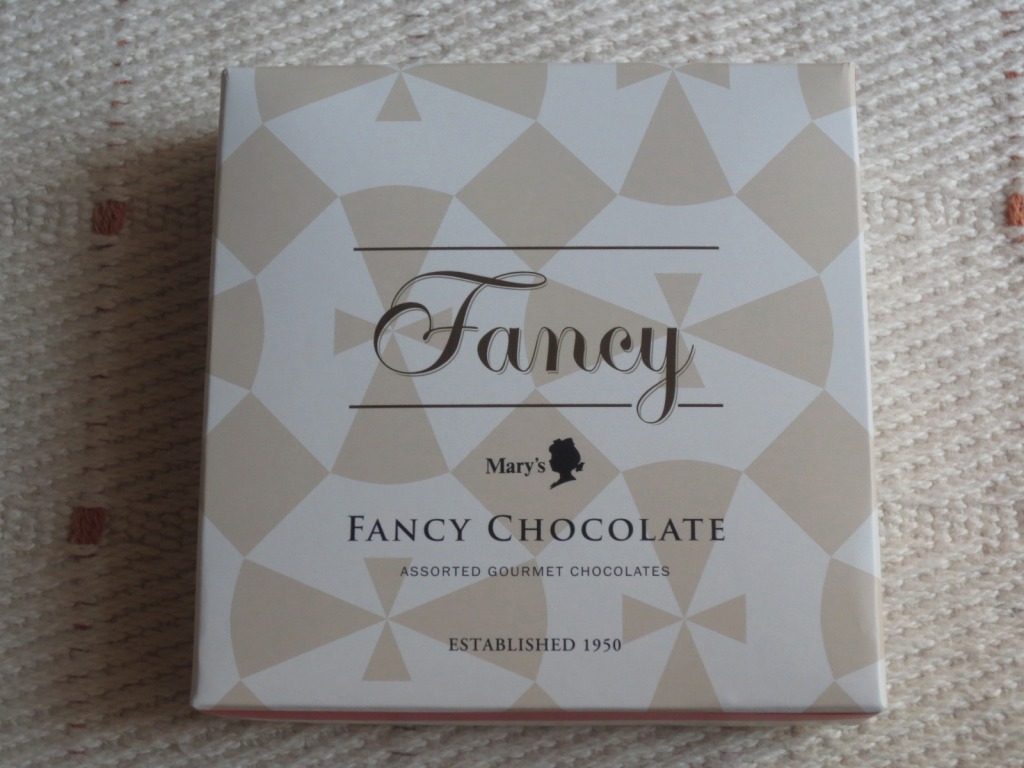 Fancy
Mary's
FANCY CHOCOLATE
ASSORTED GOURMET CHOCOLATES
ESTABLISHED 1950